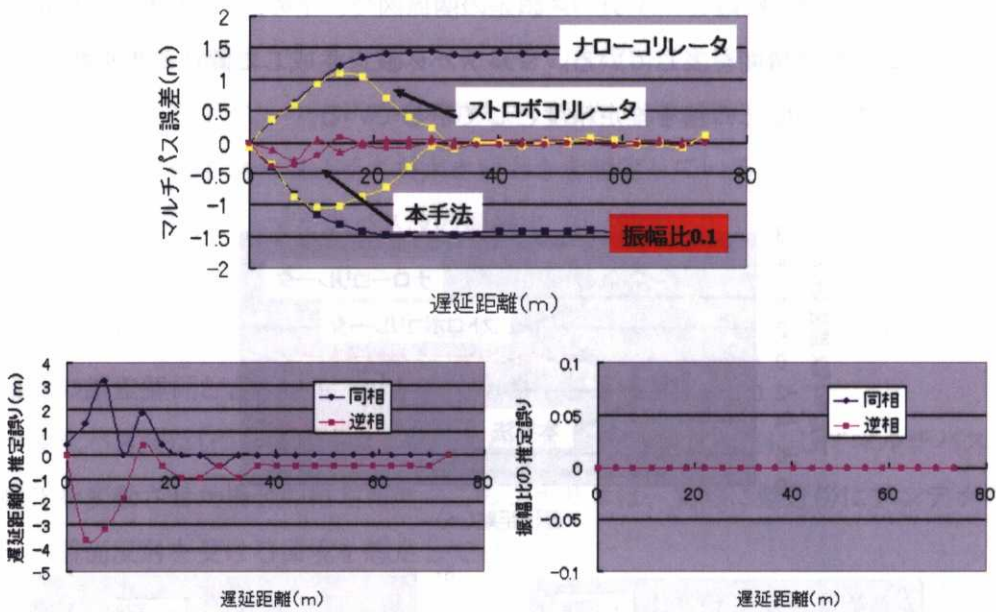 マルチパス誤差(m)
2
1.5
1
0.5
0
-0.5
-1
-1.5
-2
0
20
40
60
80
ナローコリレータ
ストロボコリレータ
本手法
振幅比0.1
遅延距離(m)
遅延距離の推定誤り(m)
4
3
2
1
0
-1
-2
-3
-4
-5
0
20
40
60
80
同相
逆相
遅延距離(m)
振幅比の推定誤り
0.1
0.05
0
-0.05
-0.1
0
20
40
60
80
同相
逆相
遅延距離(m)